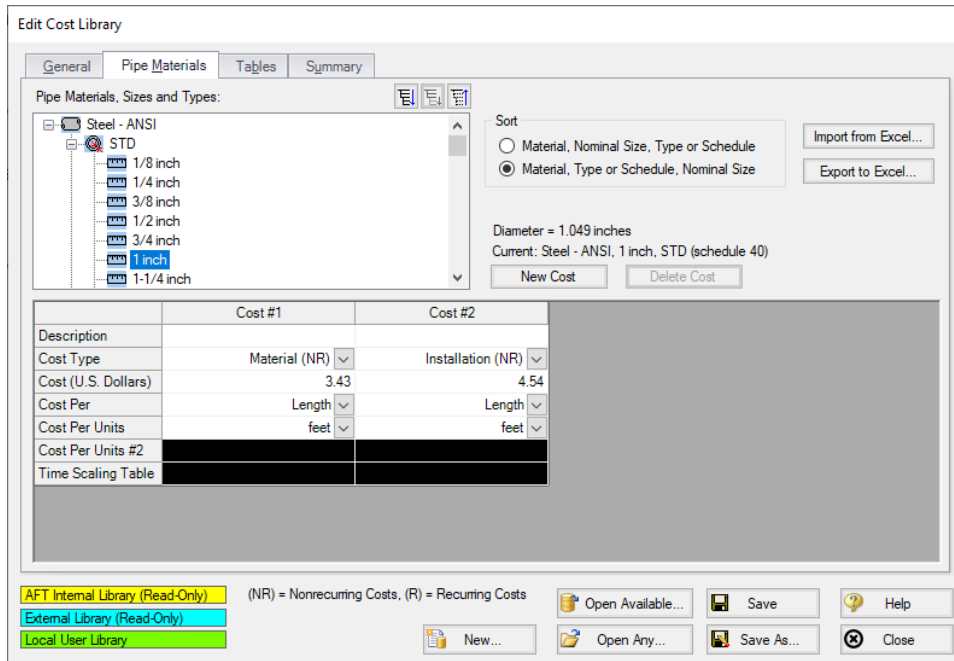 Edit Cost Library
General Pipe Materials Tables Summary
Pipe Materials, Sizes and Types:
Steel - ANSI
STD
1/8 inch
1/4 inch
3/8 inch
1/2 inch
3/4 inch
1 inch
1-1/4 inch
Sort
Material, Nominal Size, Type or Schedule
Material, Type or Schedule, Nominal Size
Import from Excel...
Export to Excel...
Diameter = 1.049 inches
Current: Steel - ANSI, 1 inch, STD (schedule 40)
New Cost Delete Cost
Cost #1 Cost #2
Description
Cost Type Material (NR) Installation (NR)
Cost (U.S. Dollars) 3.43 4.54
Cost Per Length Length
Cost Per Units feet feet
Cost Per Units #2
Time Scaling Table
AFT Internal Library (Read-Only)
External Library (Read-Only)
Local User Library
(NR) = Nonrecurring Costs, (R) = Recurring Costs
Open Available... Save Help
New... Open Any... Save As... Close